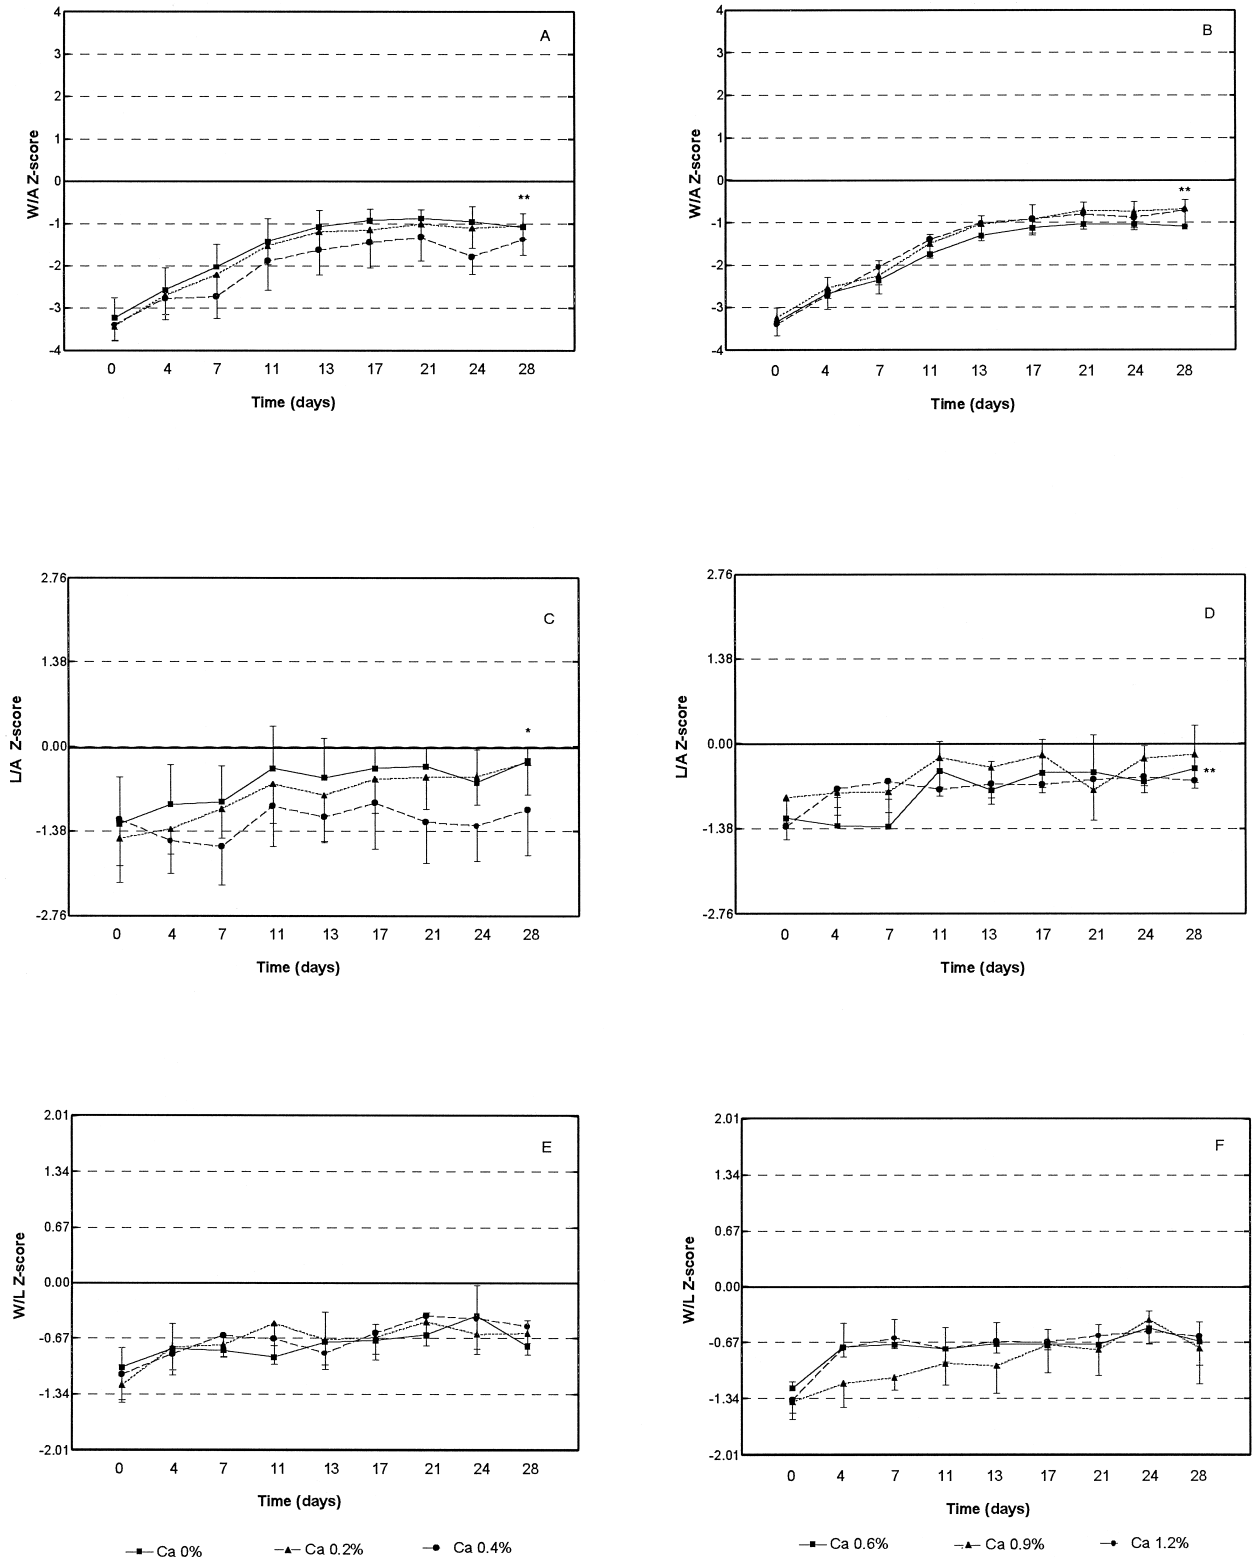 A
4
3
2
1
0
-1
-2
-3
-4
W/A Z-score
**
0 4 7 11 13 17 21 24 28
Time (days)
B
4
3
2
1
0
-1
-2
-3
-4
W/A Z-score
**
0 4 7 11 13 17 21 24 28
Time (days)
C
2.76
1.38
0.00
-1.38
-2.76
L/A Z-score
*
0 4 7 11 13 17 21 24 28
Time (days)
D
2.76
1.38
0.00
-1.38
-2.76
L/A Z-score
**
0 4 7 11 13 17 21 24 28
Time (days)
E
2.01
1.34
0.67
0.00
-0.67
-1.34
-2.01
W/L Z-score
0 4 7 11 13 17 21 24 28
Time (days)
F
2.01
1.34
0.67
0.00
-0.67
-1.34
-2.01
W/L Z-score
0 4 7 11 13 17 21 24 28
Time (days)
Ca 0% Ca 0.2% Ca 0.4%
Ca 0.6% Ca 0.9% Ca 1.2%